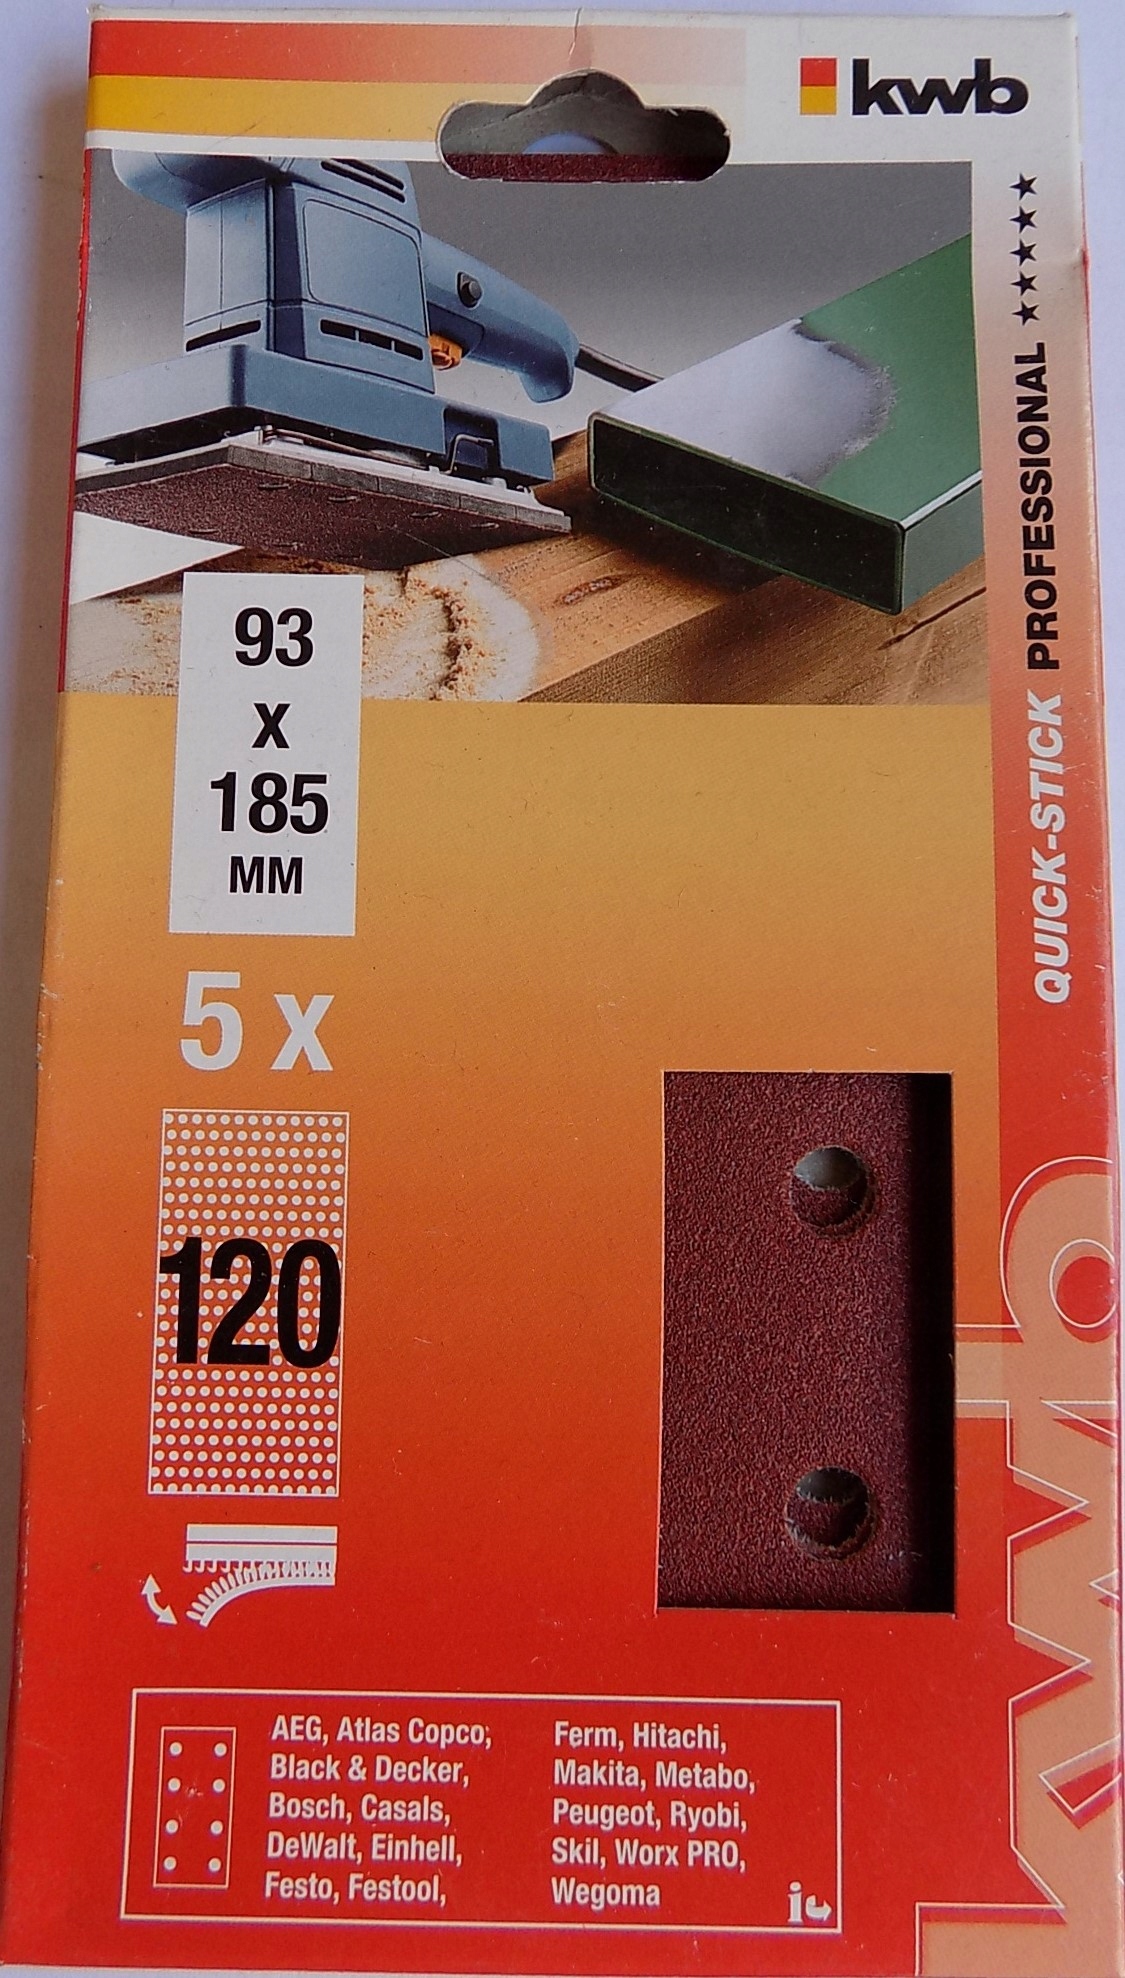 kwb
QUICK-STICK PROFESSIONAL ★★★★★
93
x
185
MM
5 x
120
AEG, Atlas Copco,
Black & Decker,
Bosch, Casals,
DeWalt, Einhell,
Festo, Festool,
Ferm, Hitachi,
Makita, Metabo,
Peugeot, Ryobi,
Skil, Worx PRO,
Wegoma
i
kwb